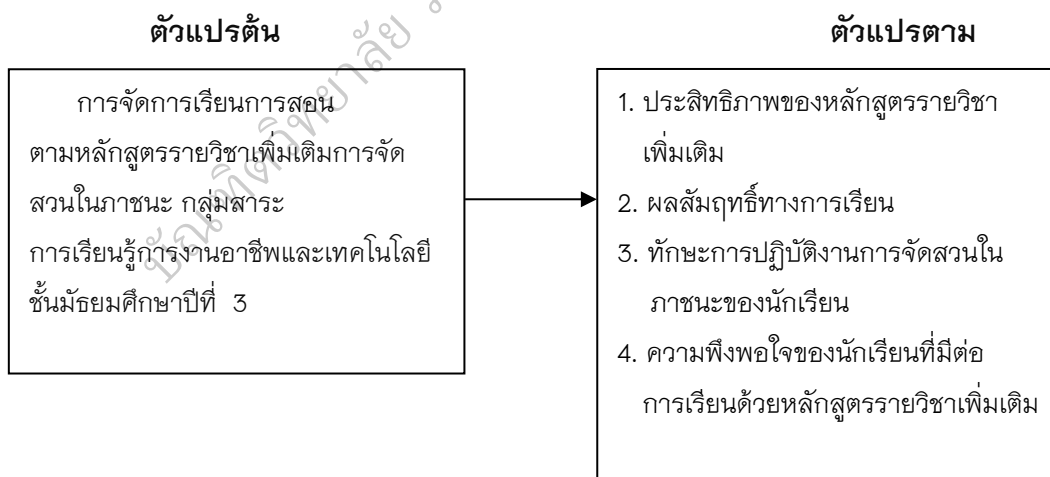 ตัวแปรต้น
การจัดการเรียนการสอน
ตามหลักสูตรรายวิชาเพิ่มเติมการจัด
สวนในภาชนะ กลุ่มสาระ
การเรียนรู้การงานอาชีพและเทคโนโลยี
ชั้นมัธยมศึกษาปีที่ 3
ตัวแปรตาม
1. ประสิทธิภาพของหลักสูตรรายวิชา
เพิ่มเติม
2. ผลสัมฤทธิ์ทางการเรียน
3. ทักษะการปฏิบัติงานการจัดสวนใน
ภาชนะของนักเรียน
4. ความพึงพอใจของนักเรียนที่มีต่อ
การเรียนด้วยหลักสูตรรายวิชาเพิ่มเติม
บัณฑิตวิทยาลัย